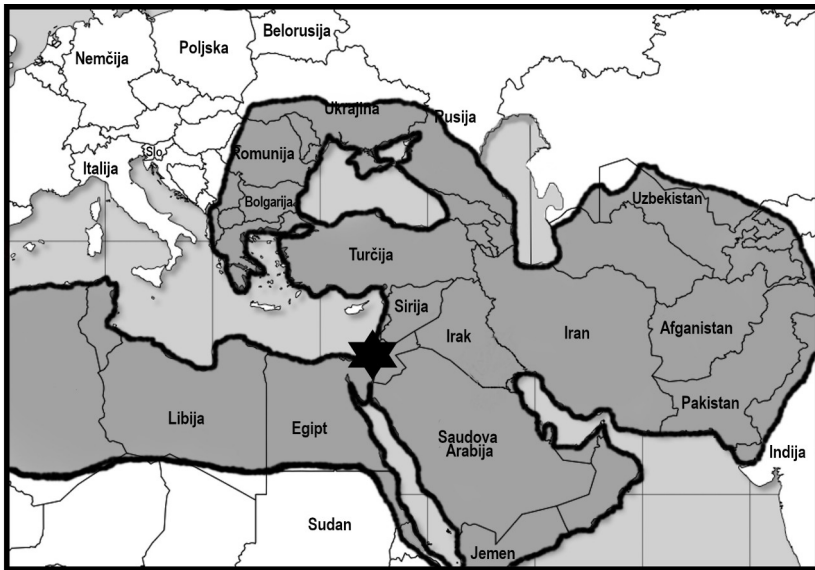 Belorusija
Poljska
Nemčija
Ukrajina
Rusija
Slo
Romunija
Italija
Uzbekistan
Bolgarija
Turčija
Sirija
Irak
Iran
Afganistan
Pakistan
Libija
Egipt
Saudova
Arabija
Indija
Sudan
Jemen